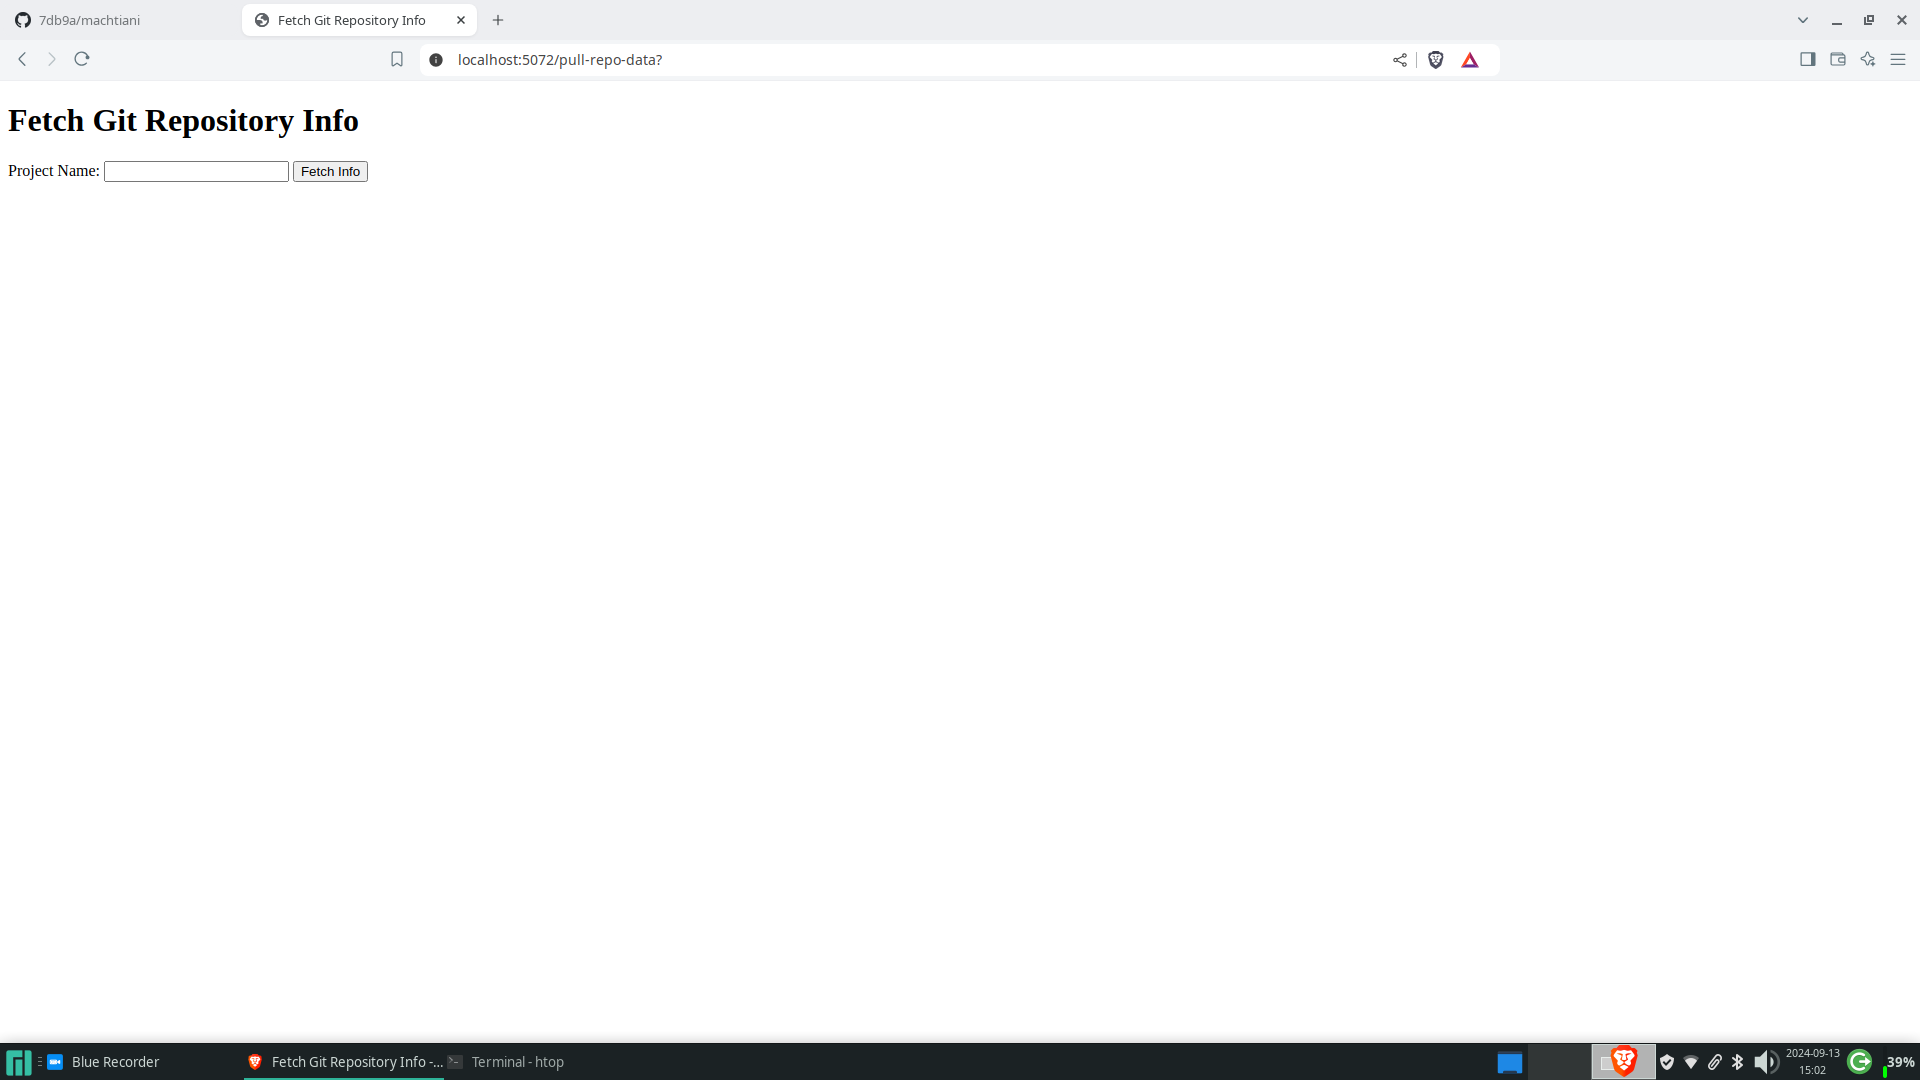 7db9a/machtiani
Fetch Git Repository Info
localhost:5072/pull-repo-data?
Fetch Git Repository Info
Project Name:
Fetch Info
Blue Recorder
Fetch Git Repository Info -...
Terminal - htop
2024-09-13
15:02
39%